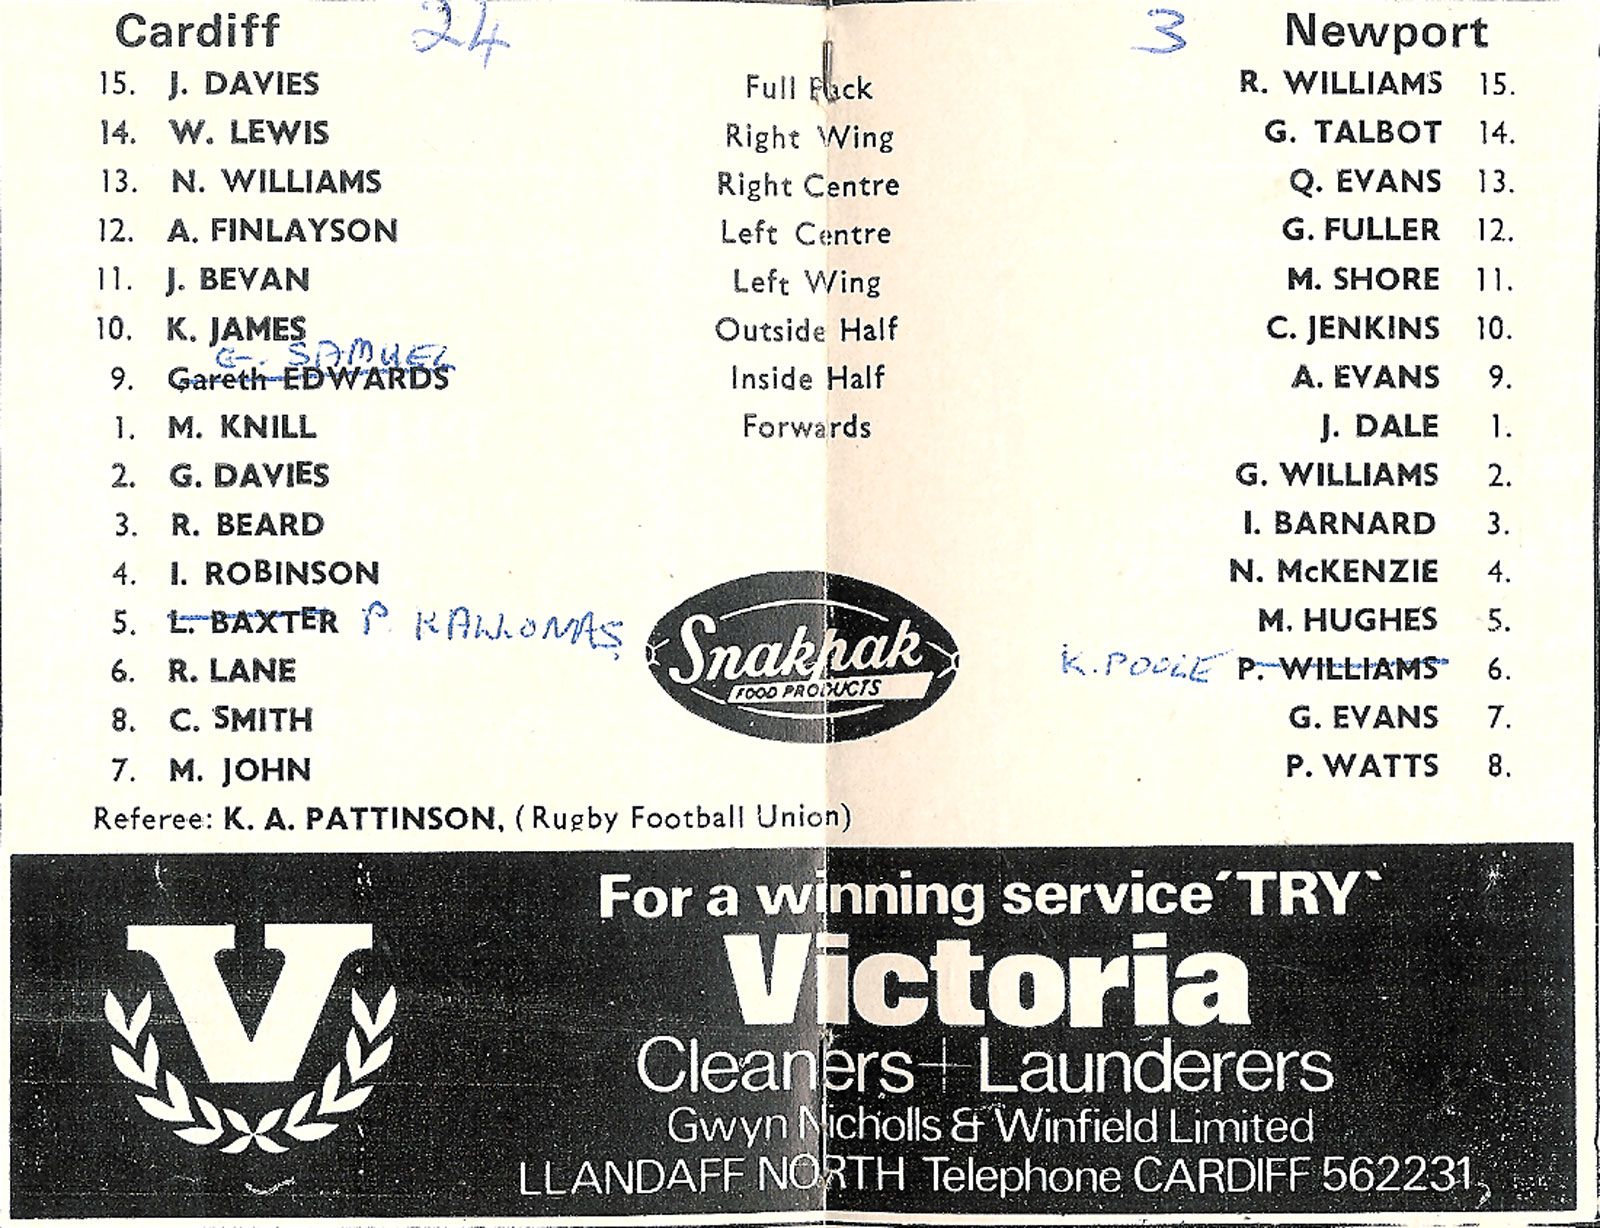 Cardiff 24 3 Newport
15. J. DAVIES Full Back R. WILLIAMS 15.
14. W. LEWIS Right Wing G. TALBOT 14.
13. N. WILLIAMS Right Centre Q. EVANS 13.
12. A. FINLAYSON Left Centre G. FULLER 12.
11. J. BEVAN Left Wing M. SHORE 11.
10. K. JAMES Outside Half C. JENKINS 10.
G. SAMUEL
9. Gareth EDWARDS Inside Half A. EVANS 9.
1. M. KNILL Forwards J. DALE 1.
2. G. DAVIES G. WILLIAMS 2.
3. R. BEARD I. BARNARD 3.
4. I. ROBINSON N. McKENZIE 4.
5. L. BAXTER P. KALLONAS M. HUGHES 5.
6. R. LANE K. POOLE P. WILLIAMS 6.
8. C. SMITH G. EVANS 7.
7. M. JOHN P. WATTS 8.
Snakpak
FOOD PRODUCTS
Referee: K. A. PATTINSON, (Rugby Football Union)
V
For a winning service ´TRY`
Victoria
Cleaners + Launderers
Gwyn Nicholls & Winfield Limited
LLANDAFF NORTH Telephone CARDIFF 562231